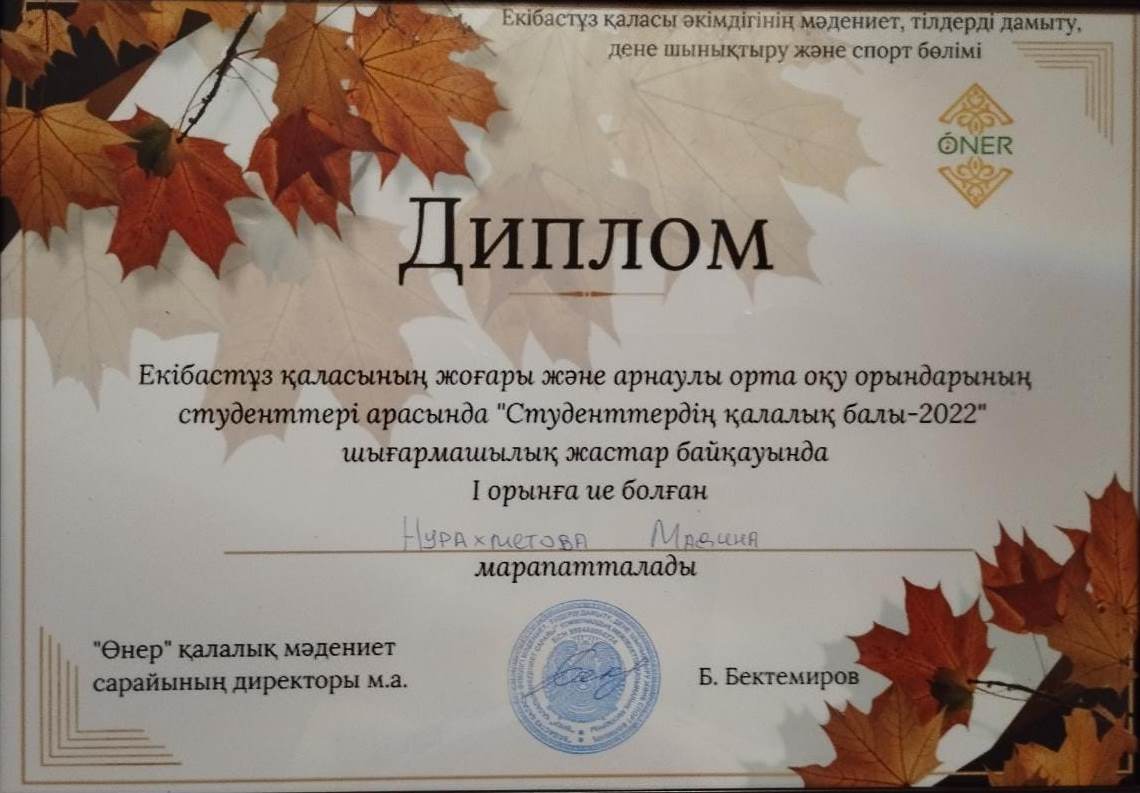 Екібастұз қаласы әкімдігінің мәдениет, тілдерді дамыту,
дене шынықтыру және спорт бөлімі
ÓNER
Диплом
Екібастұз қаласының жоғары және арнаулы орта оқу орындарының
студенттері арасында "Студенттердің қалалық балы-2022"
шығармашылық жастар байқауында
І орынға ие болған
Нурахметова Мадина
марапатталады
"Өнер" қалалық мәдениет
сарайының директоры м.а.
Б. Бектемиров